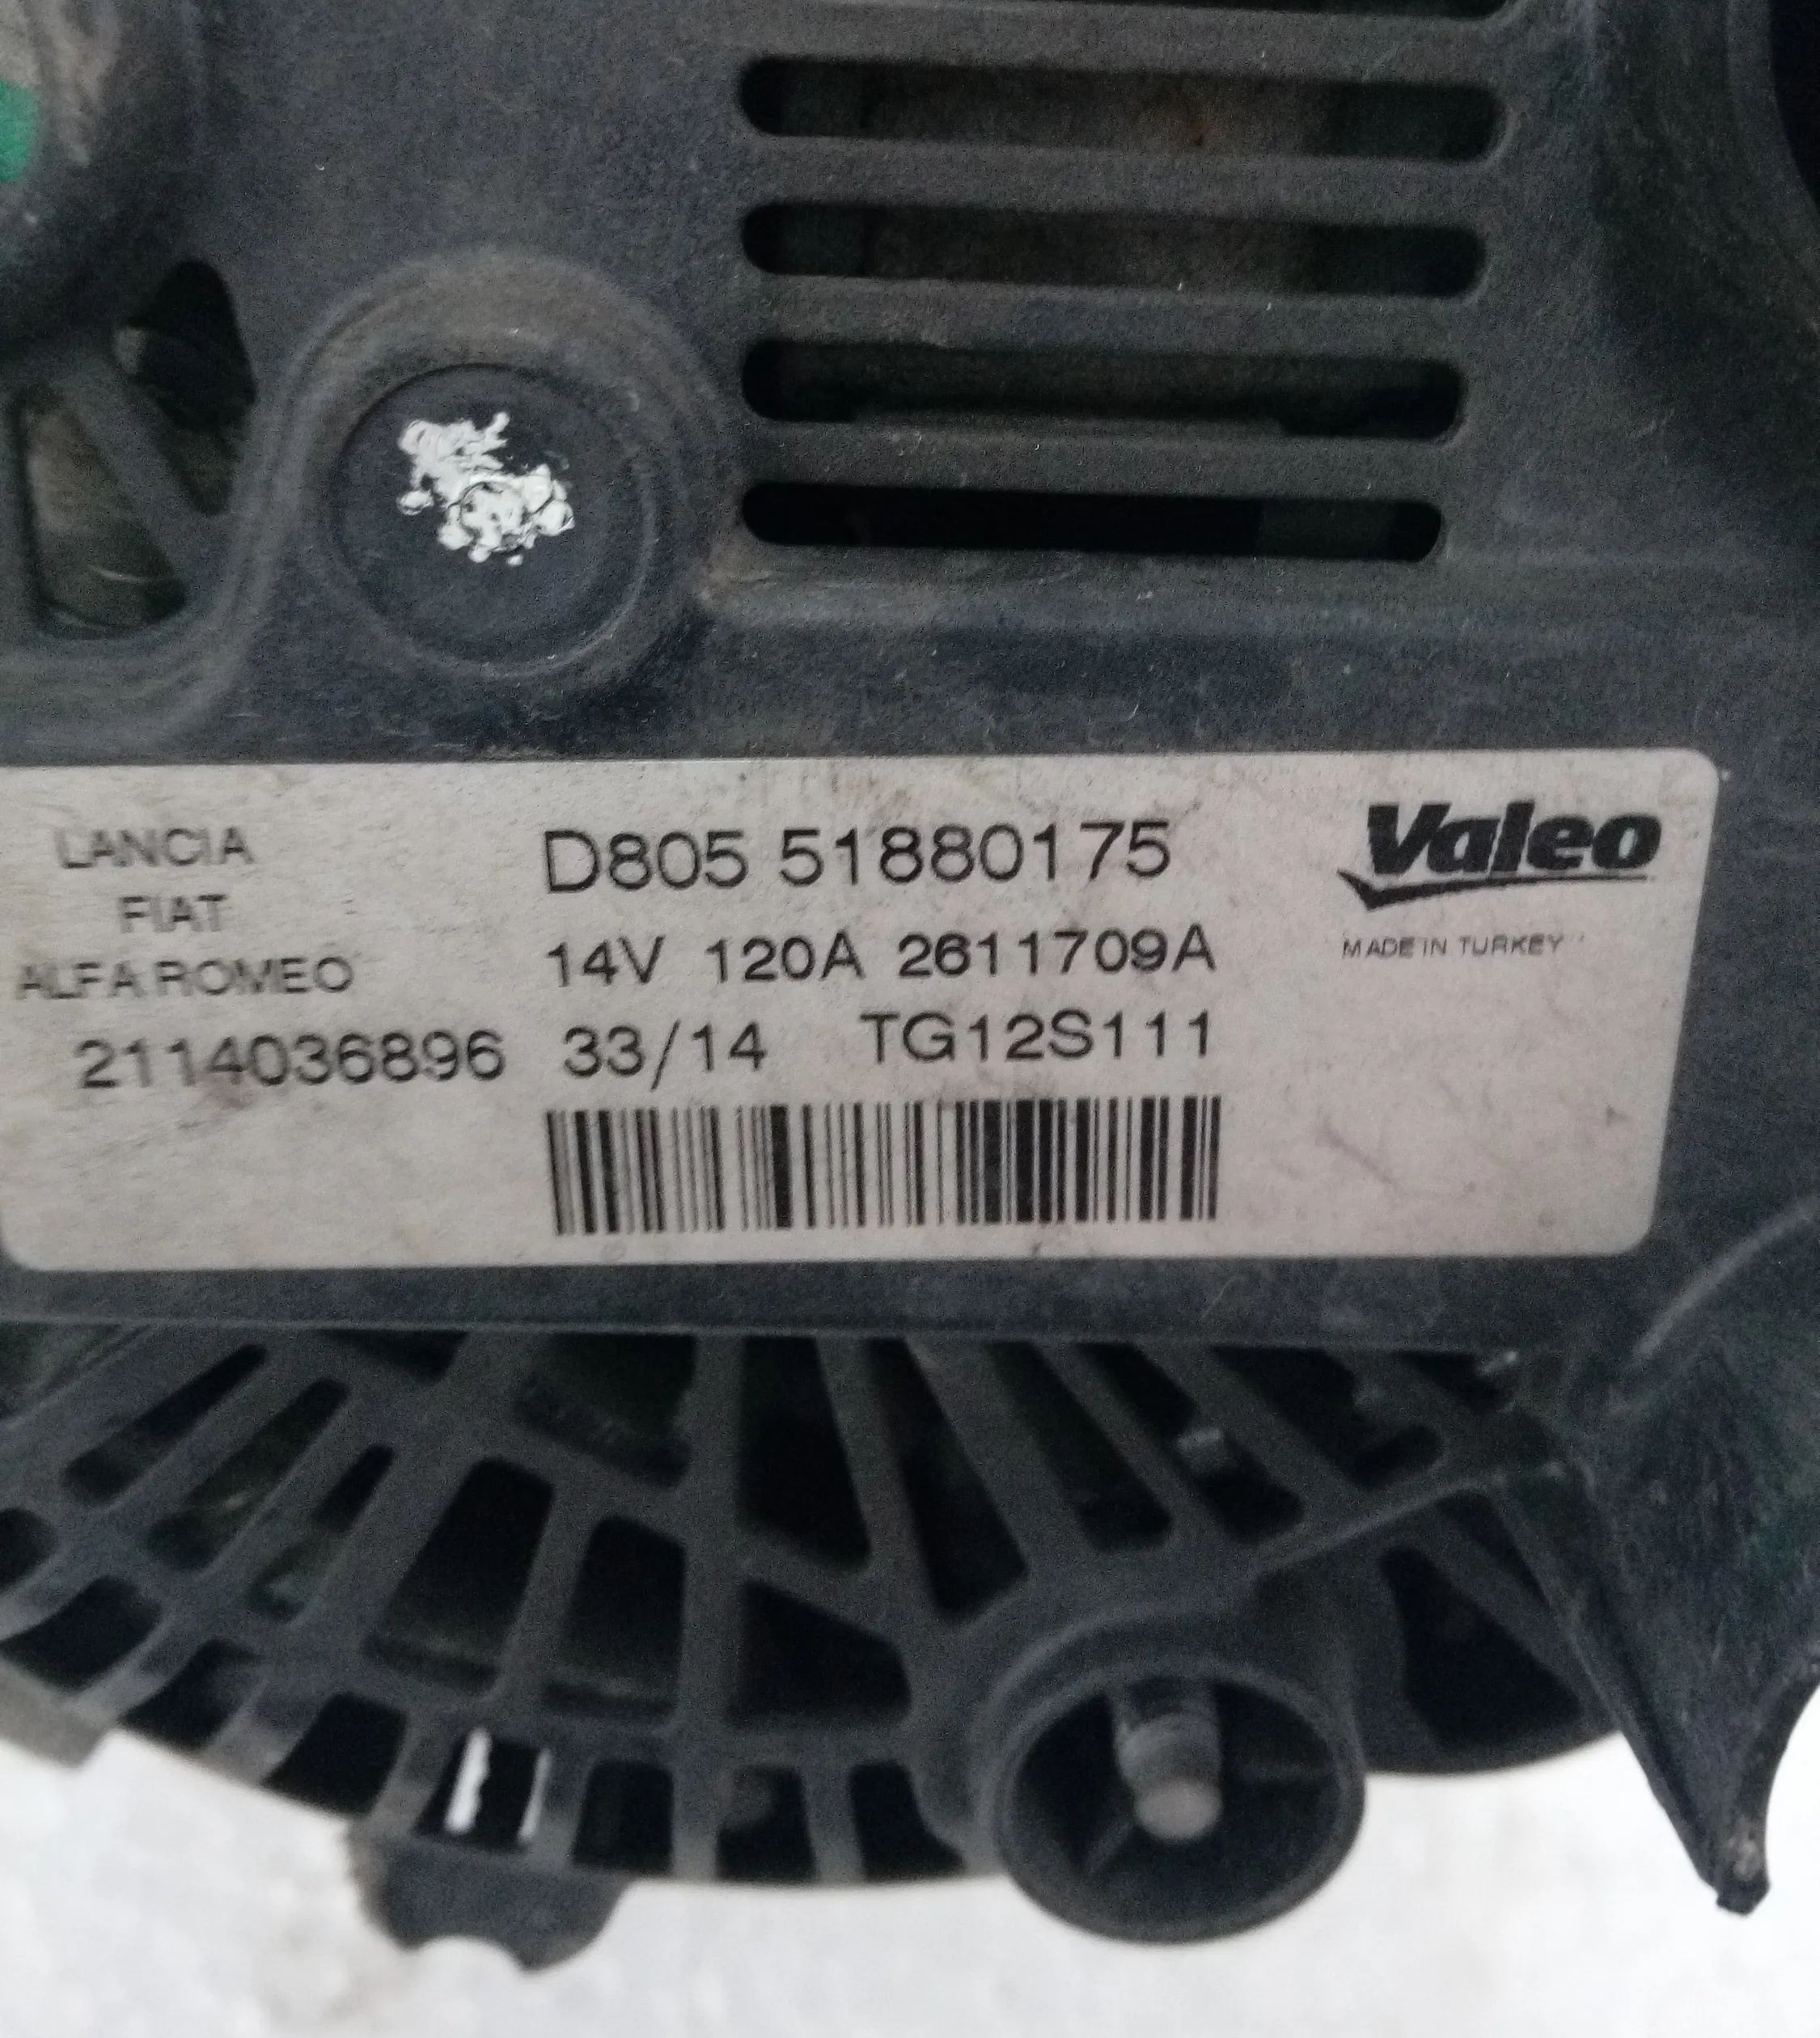 LANCIA
FIAT
ALFA ROMEO
D805 51880175
14V 120A 2611709A
2114036896 33/14 TG12S111
Valeo
MADE IN TURKEY